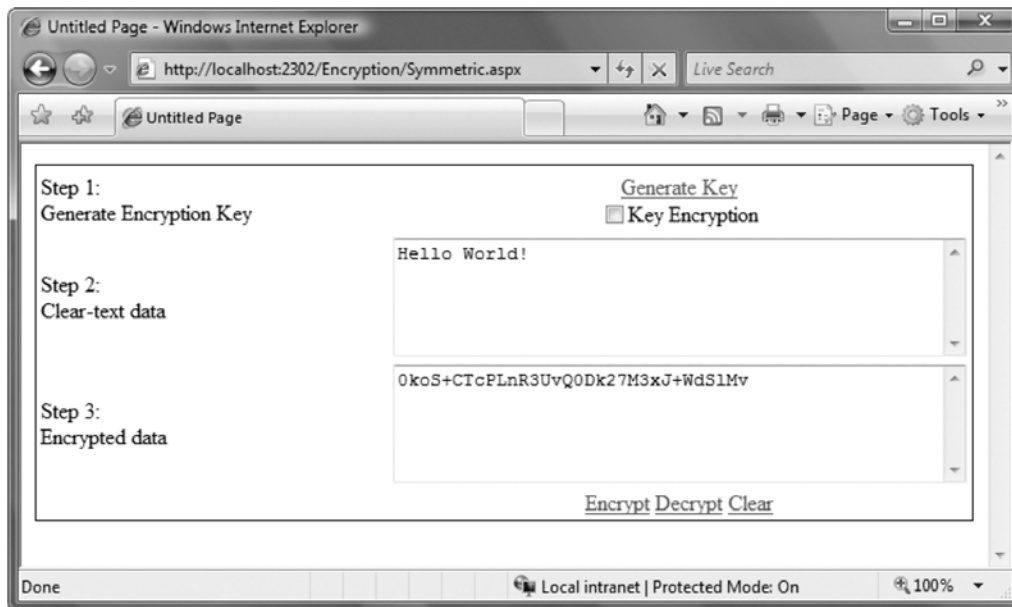 Untitled Page - Windows Internet Explorer
http://localhost:2302/Encryption/Symmetric.aspx
Live Search
Untitled Page
Page
Tools
Step 1:
Generate Encryption Key
Generate Key
Key Encryption
Step 2:
Clear-text data
Hello World!
Step 3:
Encrypted data
0koS+CTcPLnR3UvQ0Dk27M3xJ+WdSlMv
Encrypt Decrypt Clear
Done
Local intranet | Protected Mode: On
100%